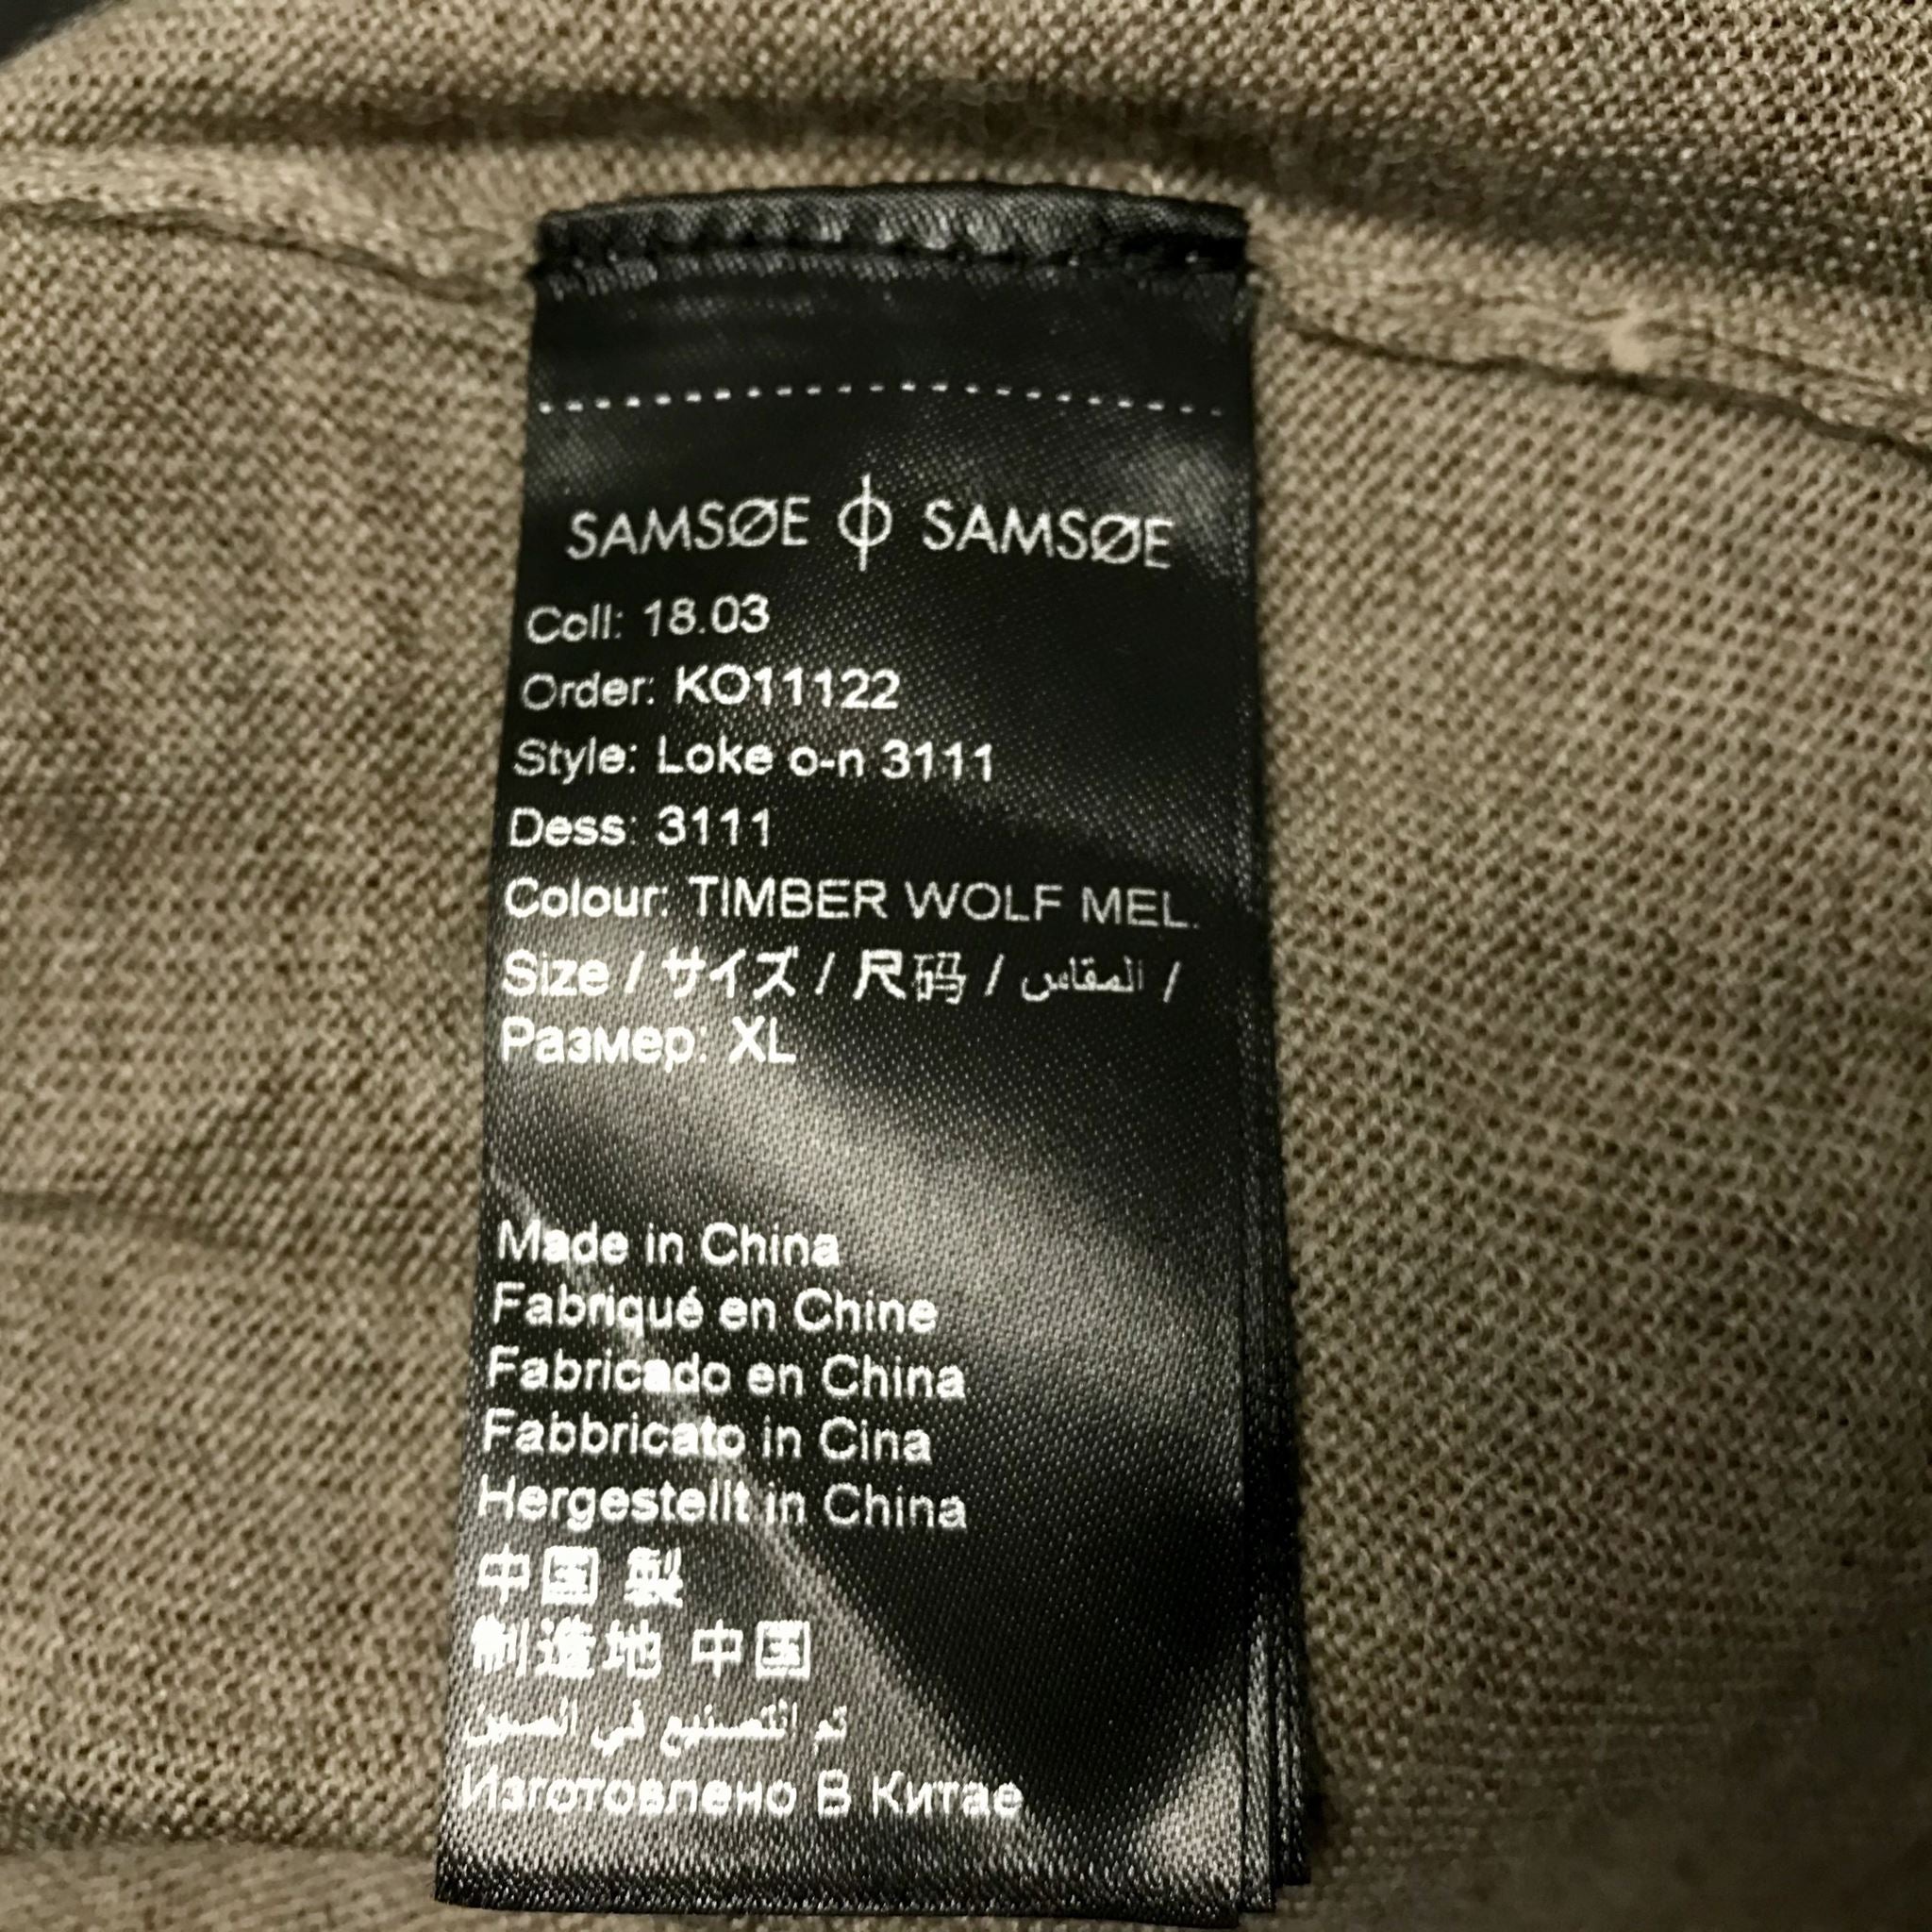 SAMSØE ϕ SAMSØE
Coll: 18.03
Order: KO11122
Style: Loke o-n 3111
Dess: 3111
Colour: TIMBER WOLF MEL.
Size / サイズ / 尺码 / المقاس /
Размер: XL
Made in China
Fabriqué en Chine
Fabricado en China
Fabbricato in Cina
Hergestellt in China
中国 製
制造地 中国
تم التصنيع في الصين
Изготовлено В Китае